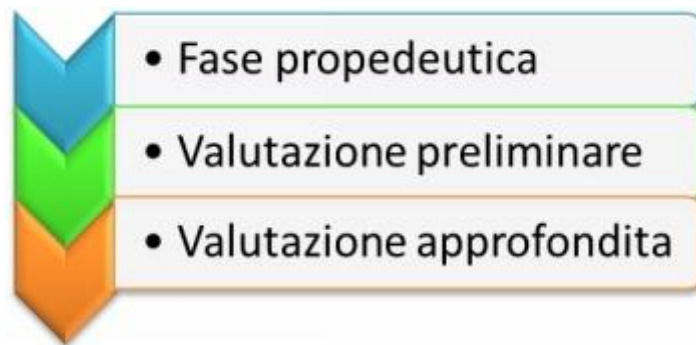 • Fase propedeutica
• Valutazione preliminare
• Valutazione approfondita